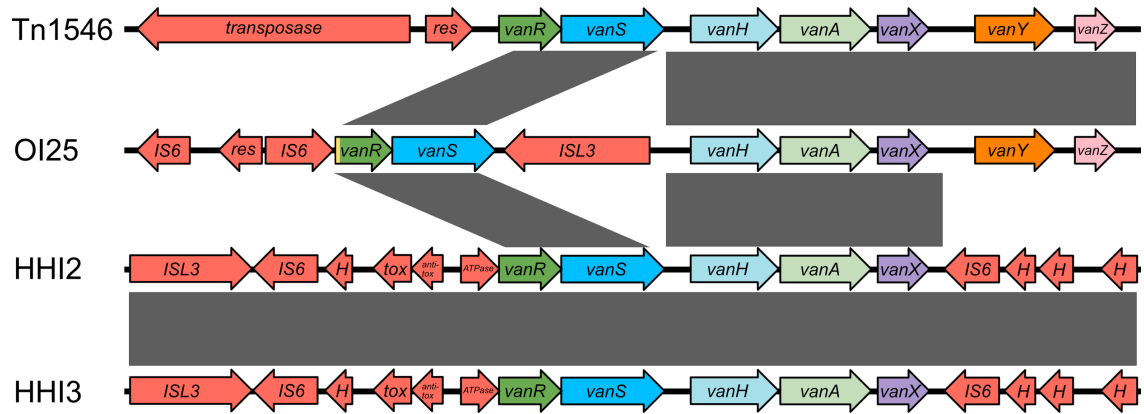 Tn1546 transposase res vanR vanS vanH vanA vanX vanY vanZ
OI25 IS6 res IS6 vanR vanS ISL3 vanH vanA vanX vanY vanZ
HHI2 ISL3 IS6 H tox anti-tox ATPase vanR vanS vanH vanA vanX IS6 H H H
HHI3 ISL3 IS6 H tox anti-tox ATPase vanR vanS vanH vanA vanX IS6 H H H